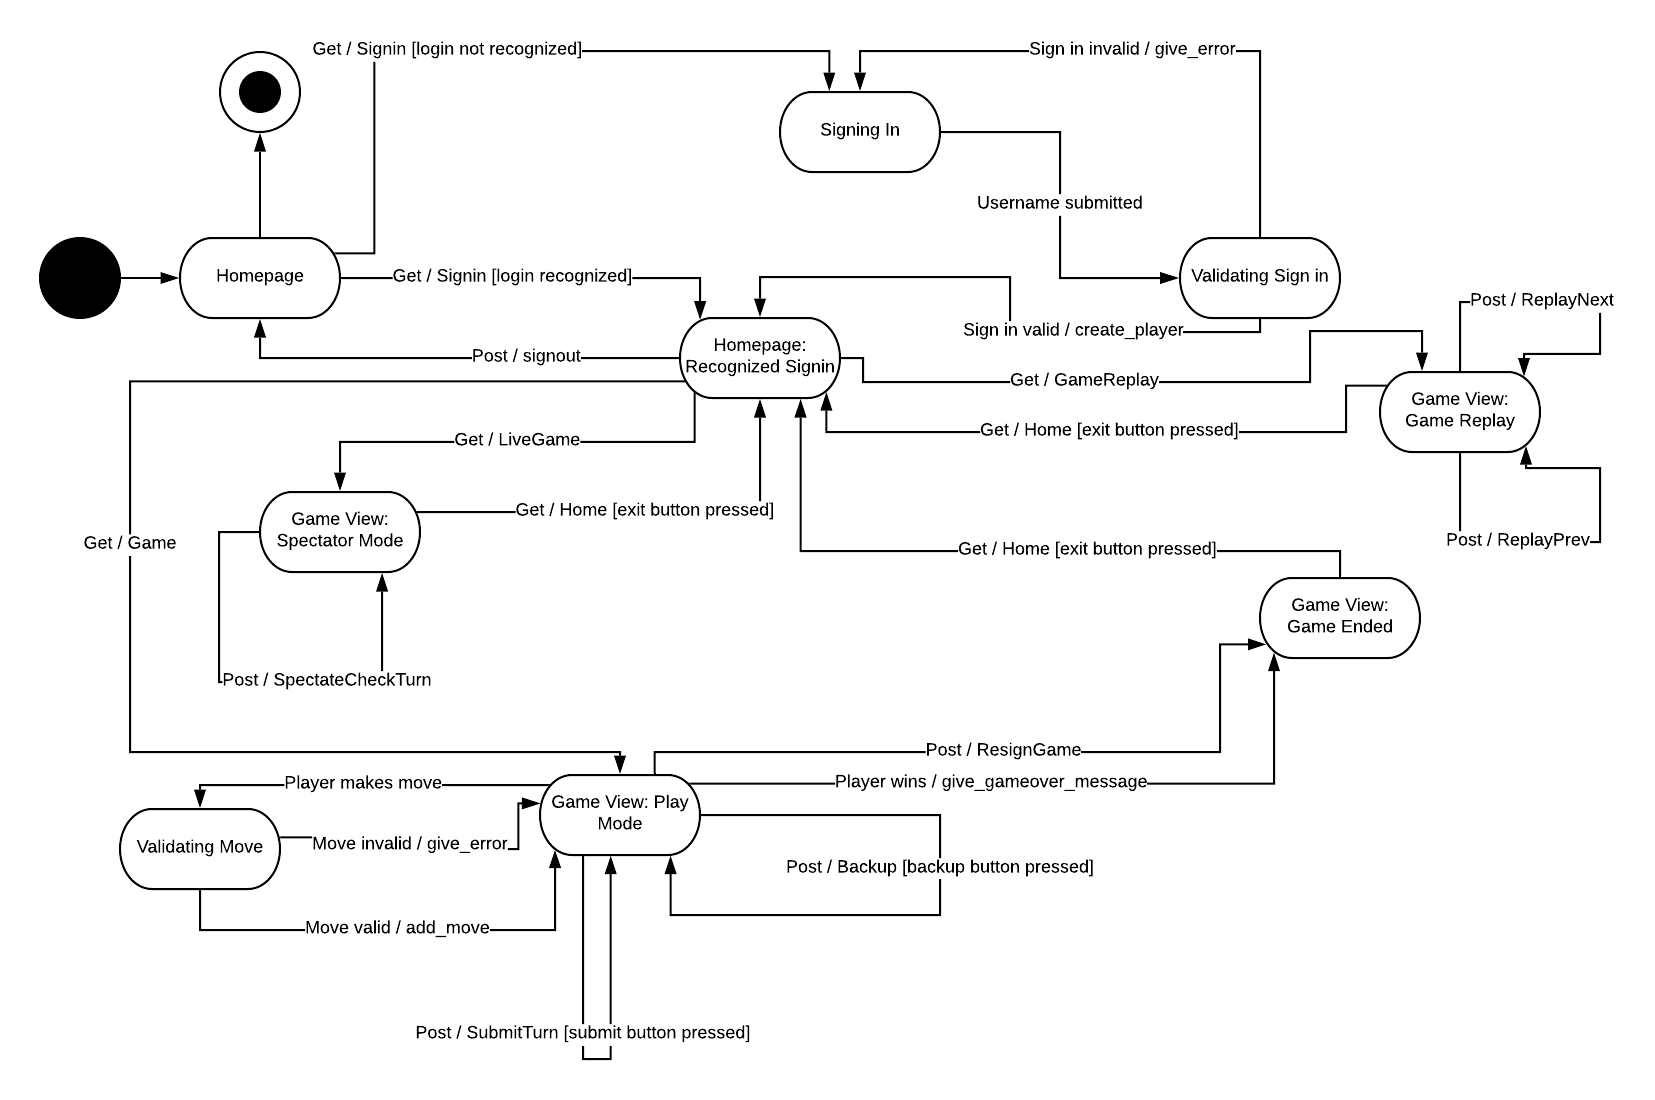 Get / Signin [login not recognized]
Sign in invalid / give_error
Signing In
Username submitted
Homepage
Get / Signin [login recognized]
Validating Sign in
Post / ReplayNext
Sign in valid / create_player
Homepage:
Recognized Signin
Post / signout
Get / GameReplay
Game View:
Game Replay
Get / Home [exit button pressed]
Get / LiveGame
Get / Home [exit button pressed]
Game View:
Spectator Mode
Get / Game
Post / ReplayPrev
Get / Home [exit button pressed]
Game View:
Game Ended
Post / SpectateCheckTurn
Post / ResignGame
Player makes move
Player wins / give_gameover_message
Game View: Play
Mode
Validating Move
Move invalid / give_error
Post / Backup [backup button pressed]
Move valid / add_move
Post / SubmitTurn [submit button pressed]